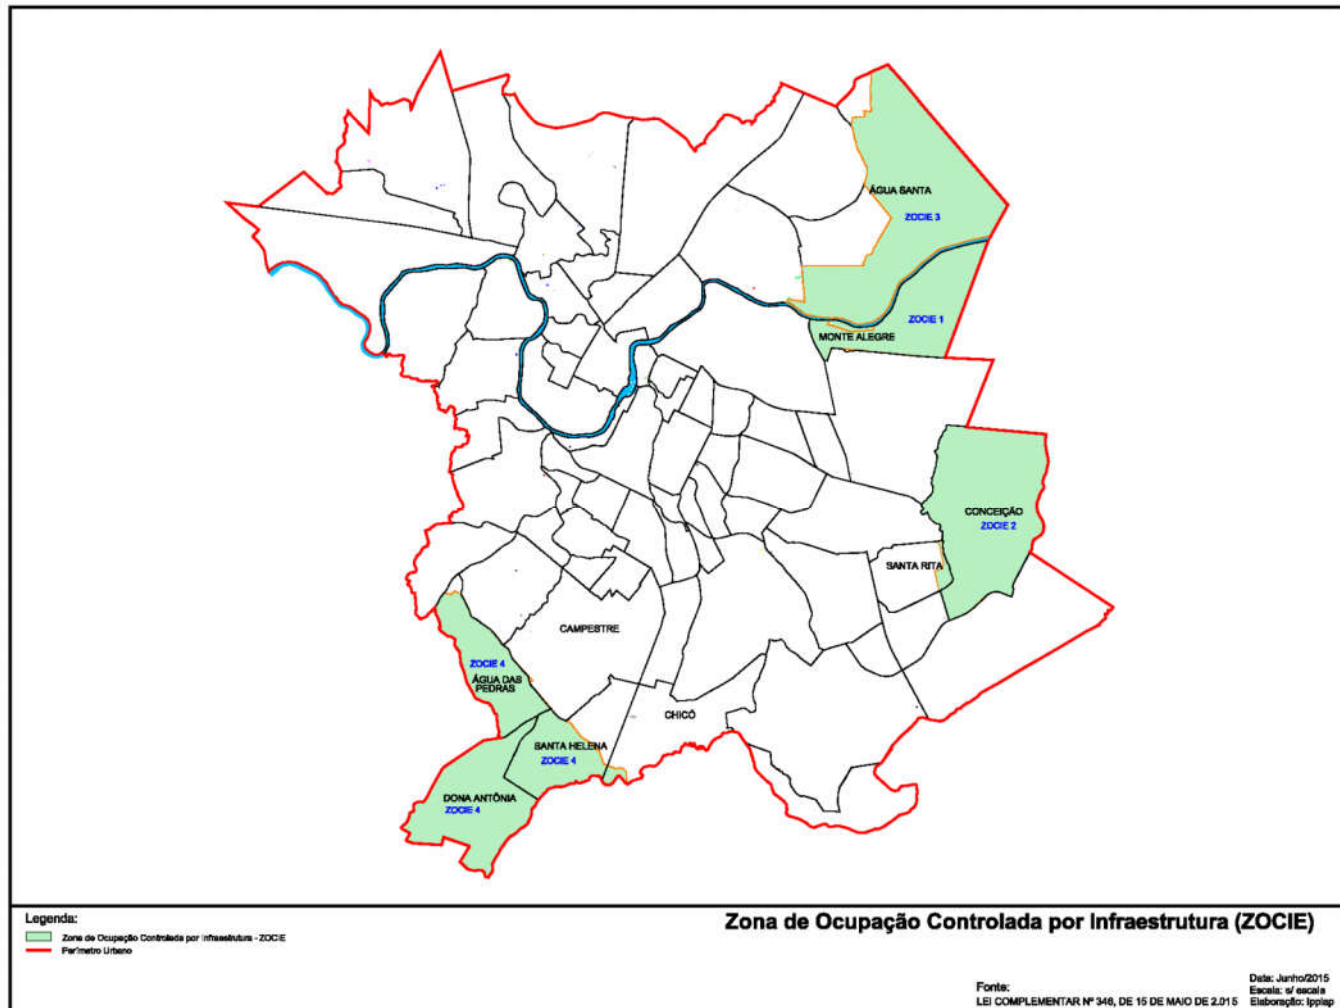 ÁGUA SANTA
ZOCIE 3
ZOCIE 1
MONTE ALEGRE
CONCEIÇÃO
ZOCIE 2
SANTA RITA
CAMPESTRE
ZOCIE 4
ÁGUA DAS
PEDRAS
CHICÓ
SANTA HELENA
ZOCIE 4
DONA ANTÔNIA
ZOCIE 4
Legenda:
Zona de Ocupação Controlada por Infraestrutura - ZOCIE
Perímetro Urbano
Zona de Ocupação Controlada por Infraestrutura (ZOCIE)
Fonte:
LEI COMPLEMENTAR Nº 346, DE 15 DE MAIO DE 2.015
Data: Junho/2015
Escala: s/ escala
Elaboração: Ipplap